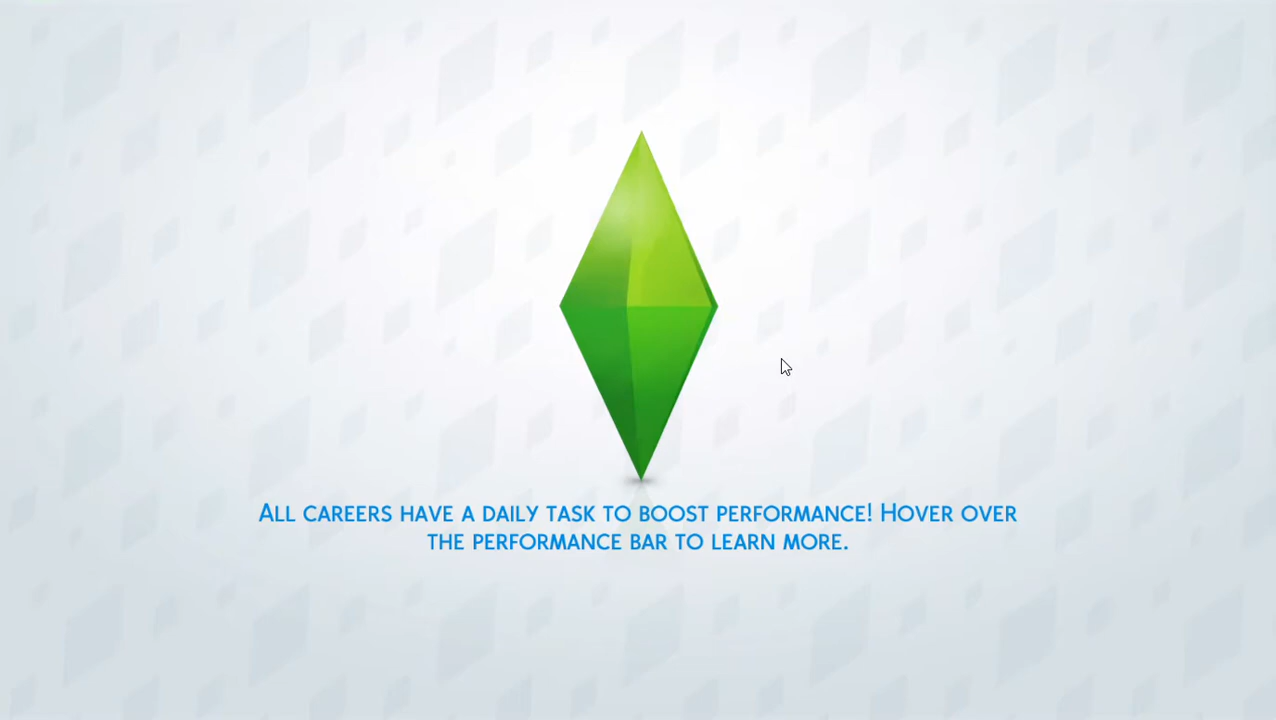 All careers have a daily task to boost performance! Hover over
the performance bar to learn more.